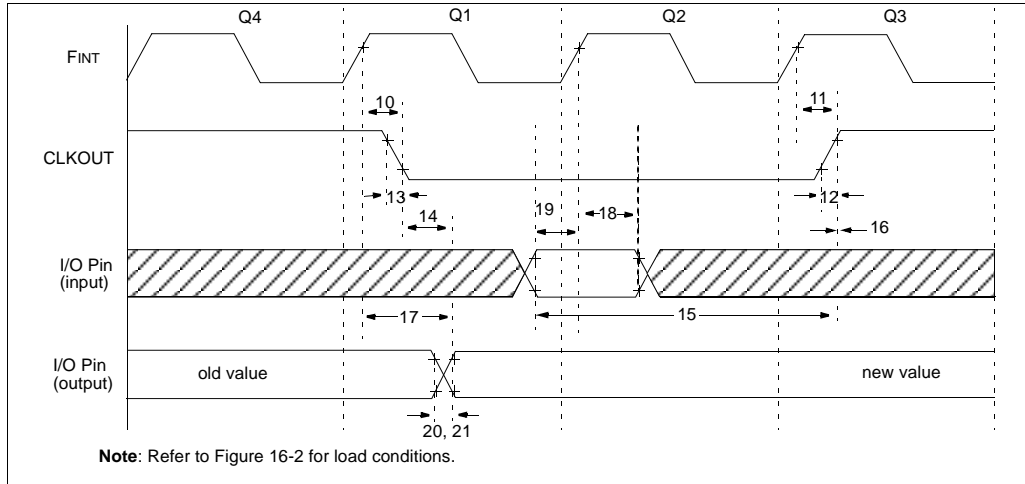 Q4 Q1 Q2 Q3
FINT
10 11
CLKOUT
13 12
14 19 18 16
I/O Pin
(input)
17 15
I/O Pin
(output)
old value new value
20, 21
Note: Refer to Figure 16-2 for load conditions.